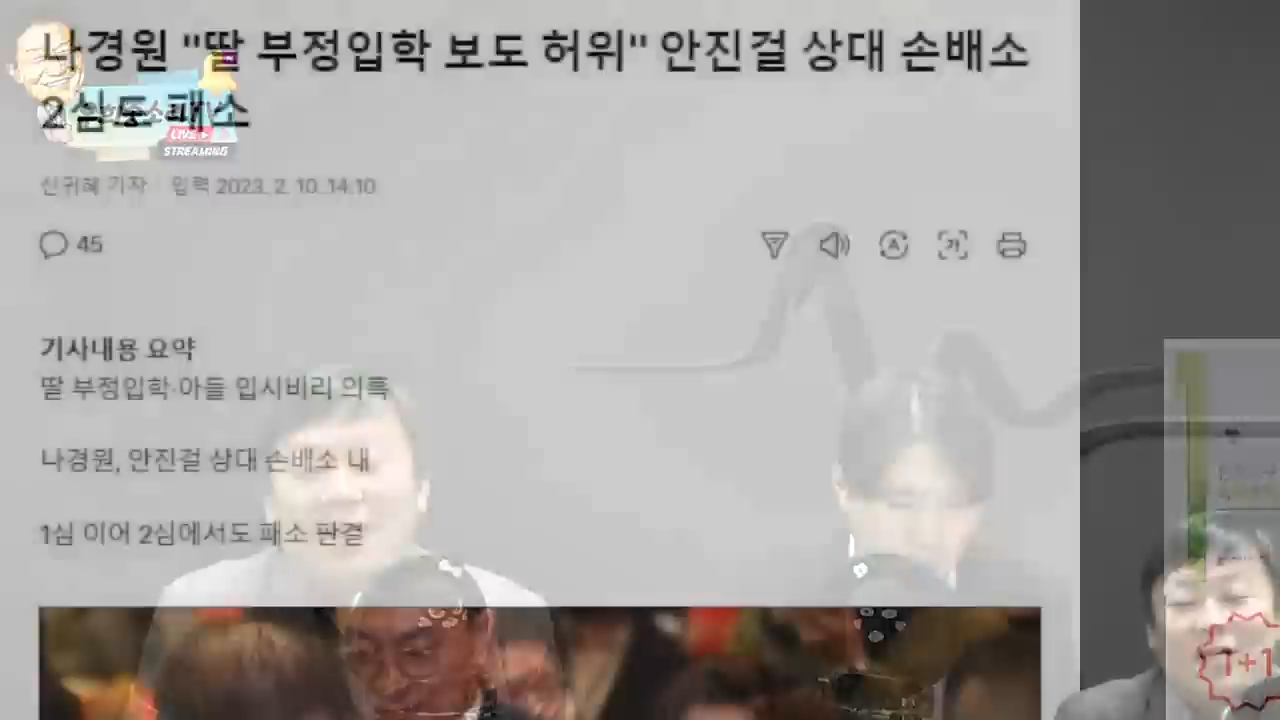 나경원 "딸 부정입학 보도 허위" 안진걸 상대 손배소
2심도 패소
LIVE
STREAMING
신귀혜 기자 입력 2023. 2. 10. 14:10
45
기사내용 요약
딸 부정입학·아들 입시비리 의혹
나경원, 안진걸 상대 손배소 내
1심 이어 2심에서도 패소 판결
1+1